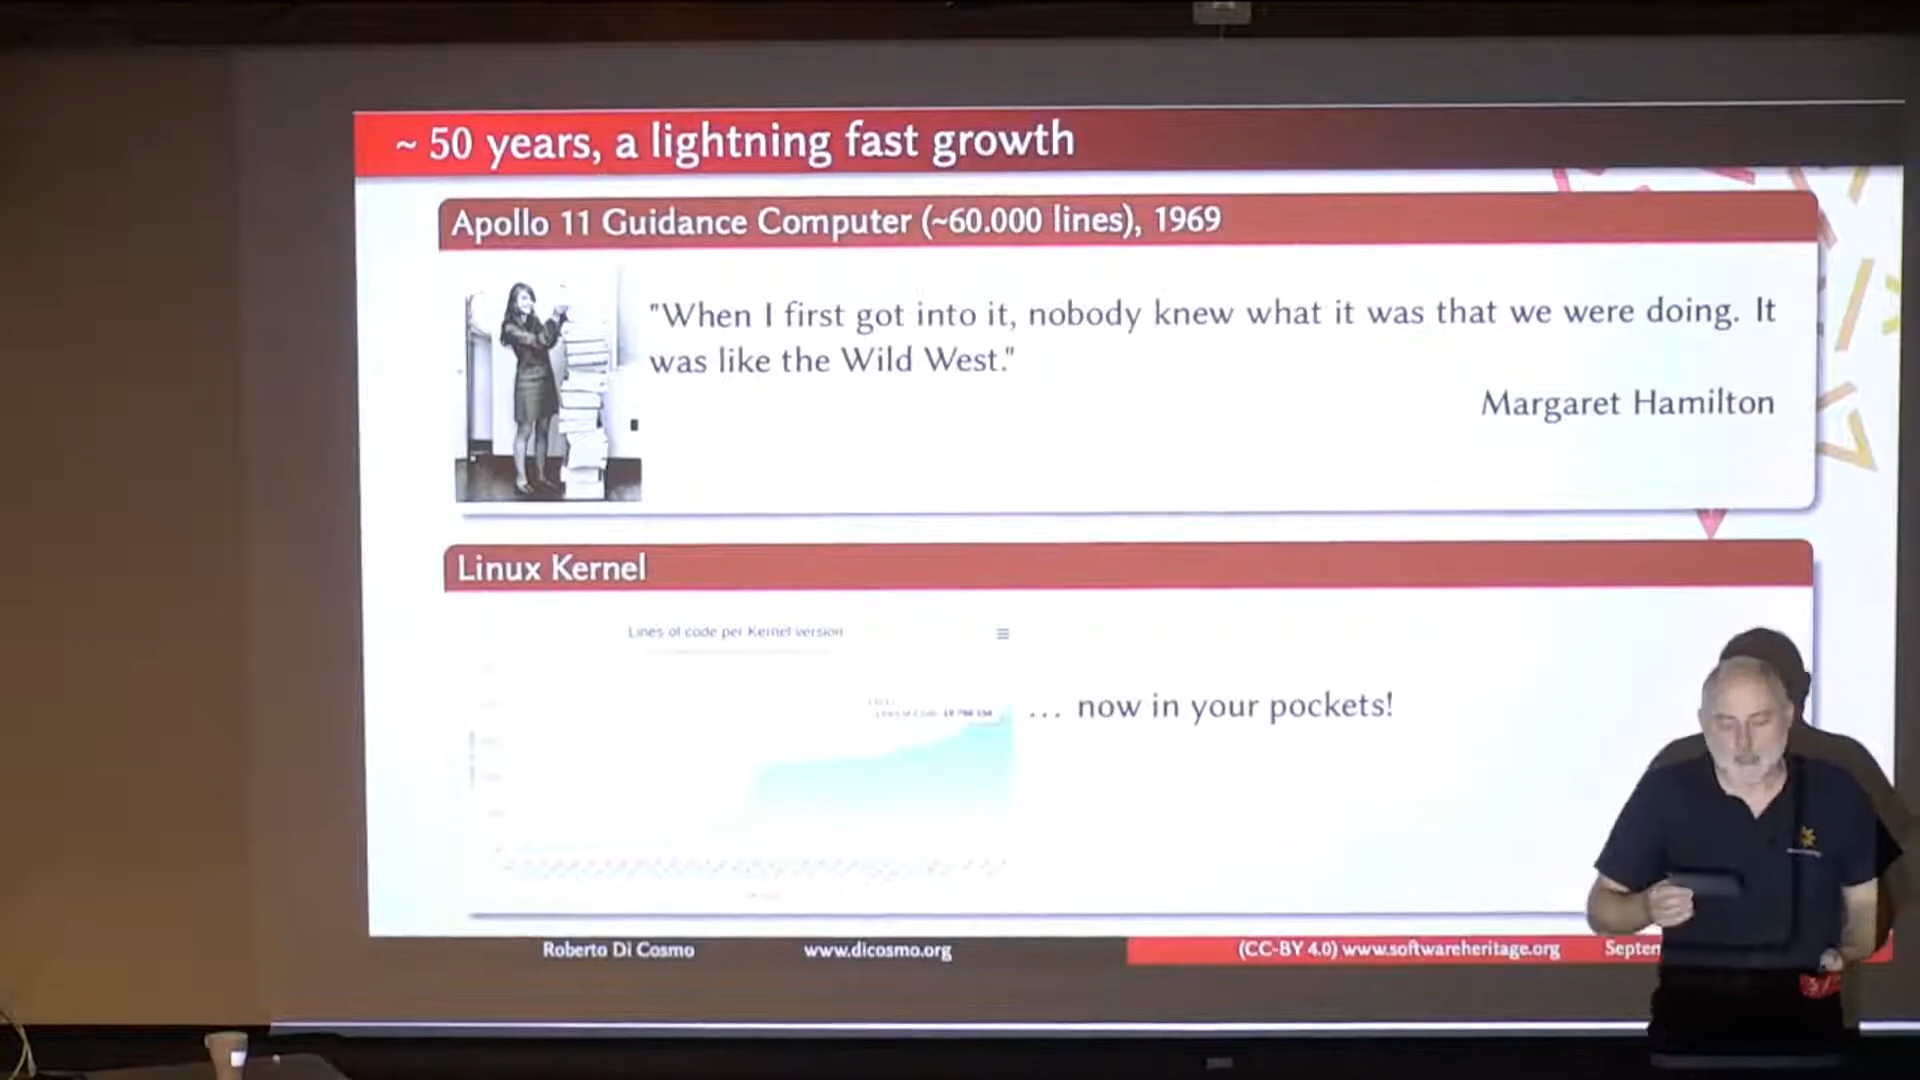 ~ 50 years, a lightning fast growth
Apollo 11 Guidance Computer (~60.000 lines), 1969
"When I first got into it, nobody knew what it was that we were doing. It
was like the Wild West."
Margaret Hamilton
Linux Kernel
Lines of code per Kernel version
... now in your pockets!
Roberto Di Cosmo
www.dicosmo.org
(CC-BY 4.0) www.softwareheritage.org
Septem